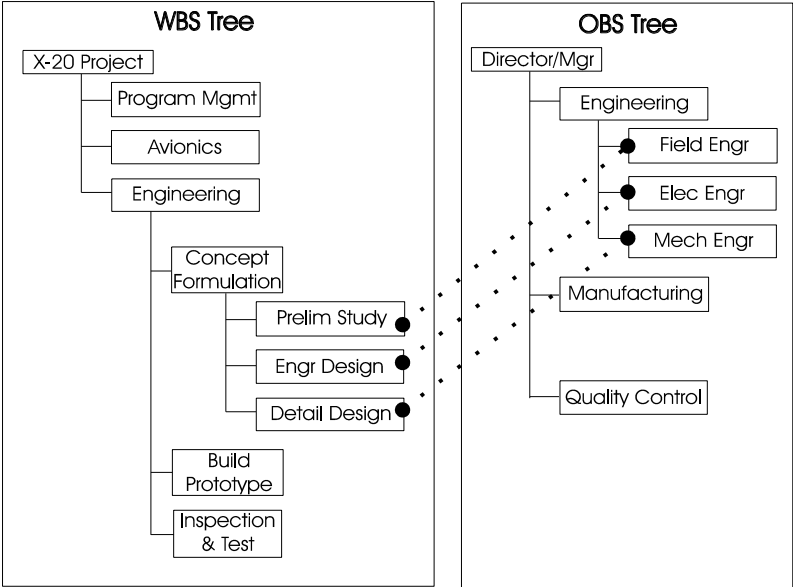 WBS Tree
X-20 Project
Program Mgmt
Avionics
Engineering
Concept
Formulation
Prelim Study
Engr Design
Detail Design
Build
Prototype
Inspection
& Test
OBS Tree
Director/Mgr
Engineering
Field Engr
Elec Engr
Mech Engr
Manufacturing
Quality Control